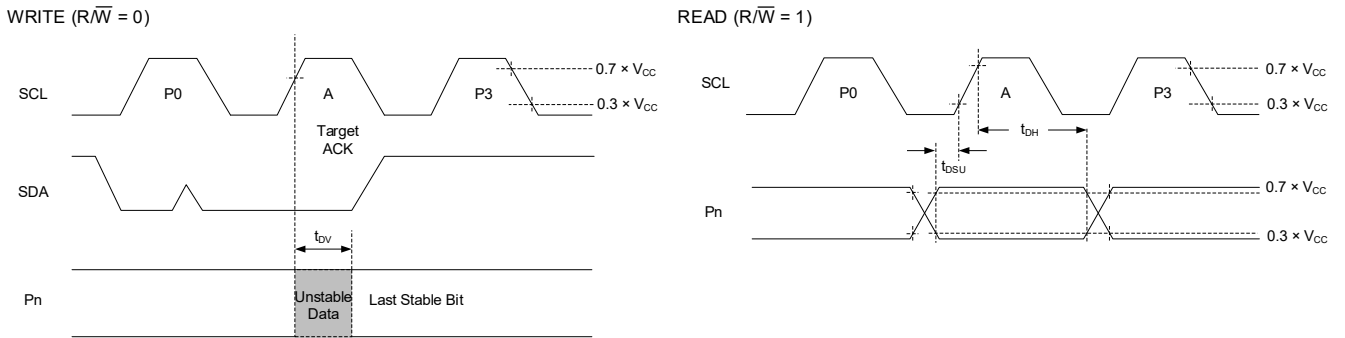 WRITE (R/W̅ = 0)
SCL
P0
A
P3
0.7 × VCC
0.3 × VCC
Target
ACK
SDA
tDV
Pn
Unstable
Data
Last Stable Bit
READ (R/W̅ = 1)
SCL
P0
A
P3
0.7 × VCC
0.3 × VCC
tDH
tDSU
Pn
0.7 × VCC
0.3 × VCC